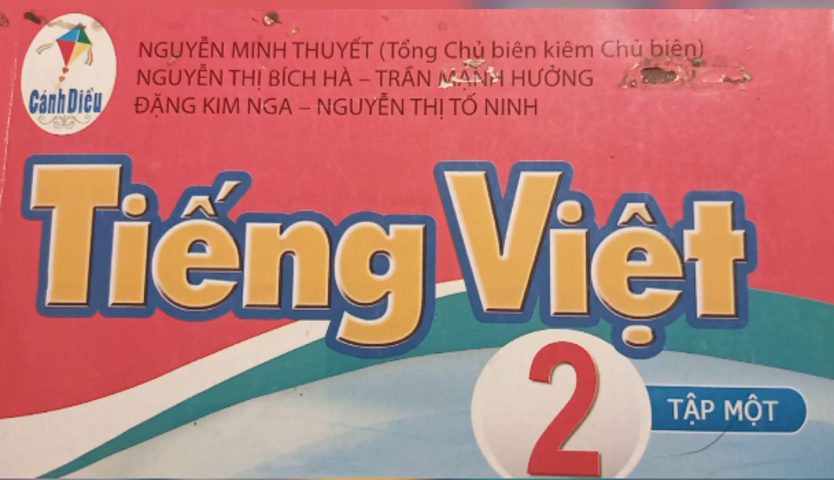 Cánh Diều
NGUYỄN MINH THUYẾT (Tổng Chủ biên kiêm Chủ biên)
NGUYỄN THỊ BÍCH HÀ – TRẦN MẠNH HƯỞNG
ĐẶNG KIM NGA – NGUYỄN THỊ TỐ NINH
Tiếng Việt
2
TẬP MỘT